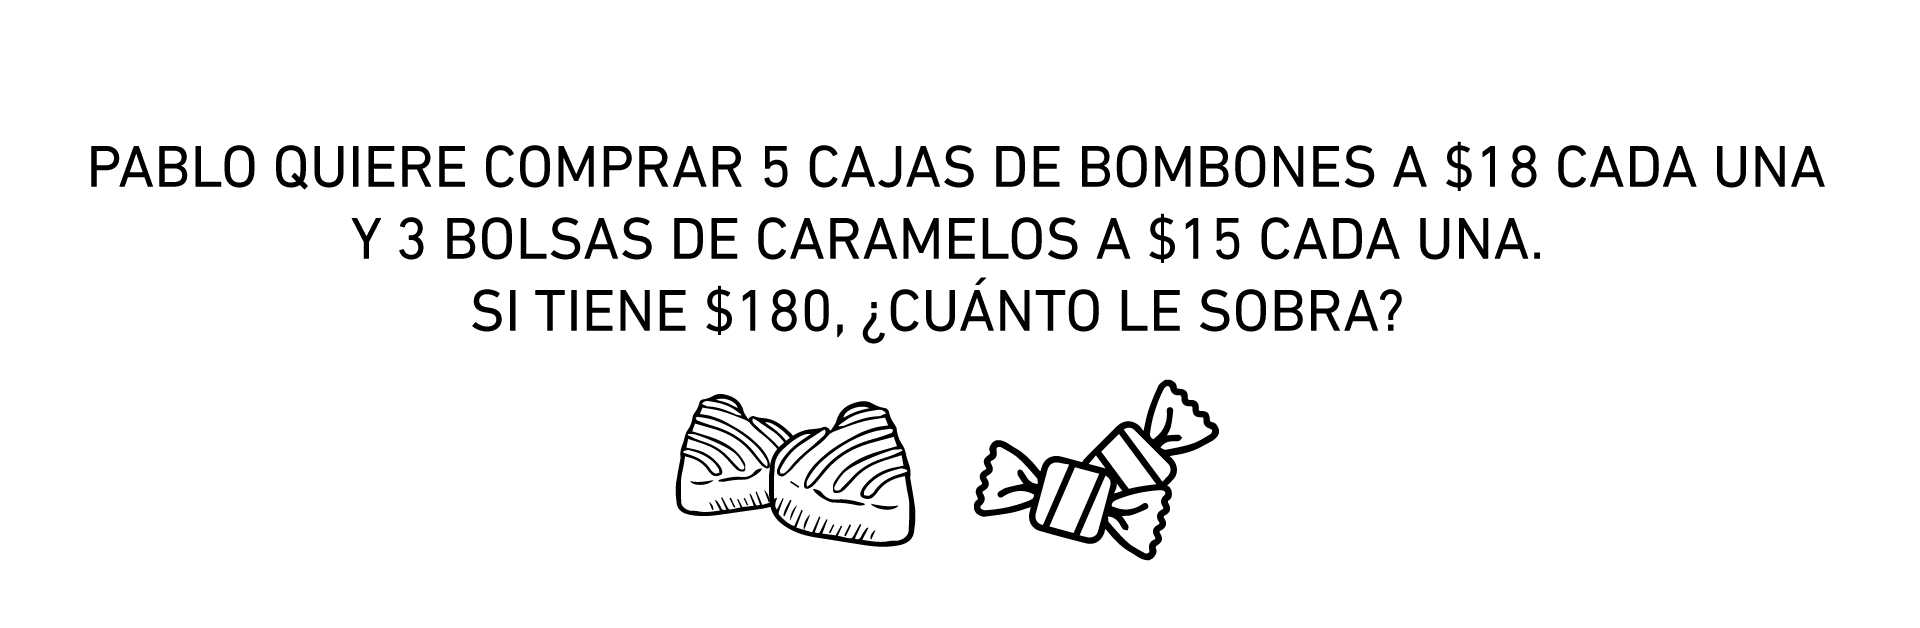 PABLO QUIERE COMPRAR 5 CAJAS DE BOMBONES A $18 CADA UNA
Y 3 BOLSAS DE CARAMELOS A $15 CADA UNA.
SI TIENE $180, ¿CUÁNTO LE SOBRA?